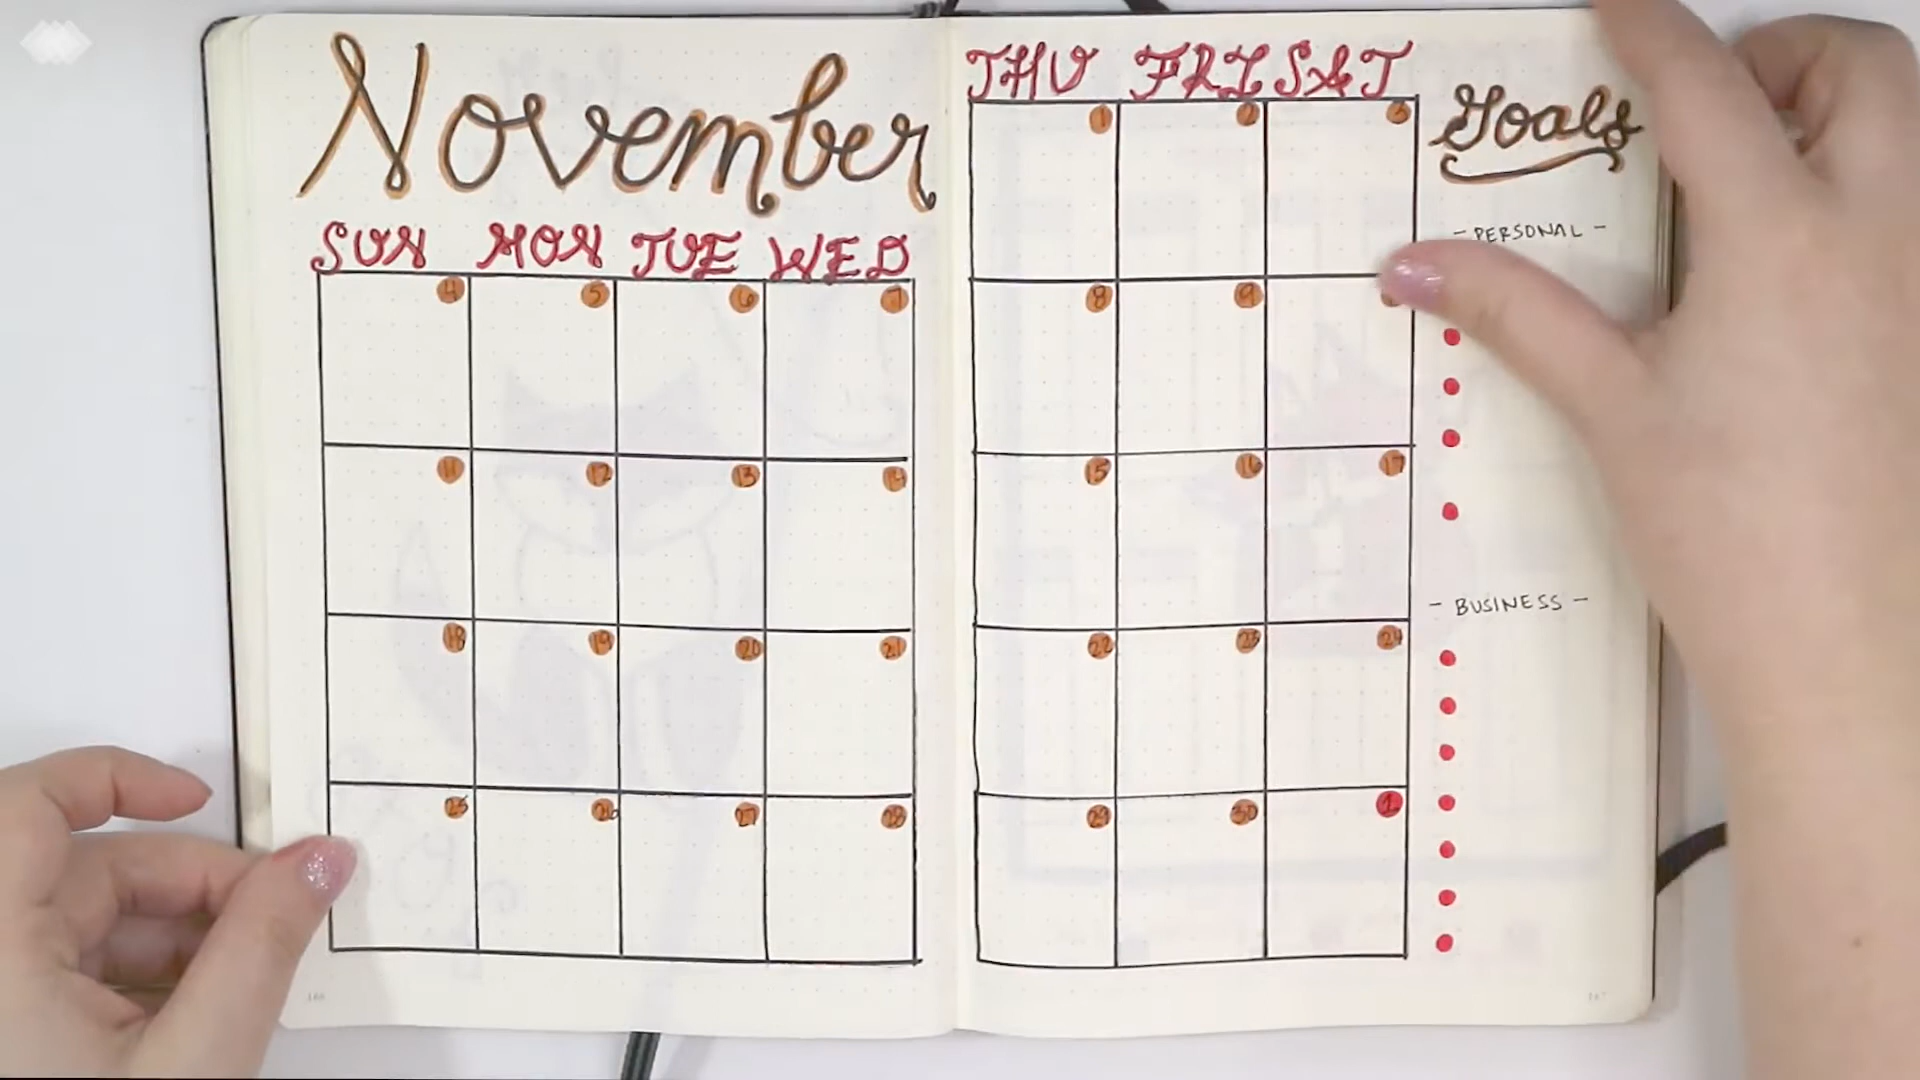 November
SUN MON TUE WED
4 5 6 7
11 12 13 14
18 19 20 21
25 26 27 28
THU FRI SAT
1 2 3
8 9
15 16 17
22 23 24
29 30 1
Goals
- PERSONAL -
- BUSINESS -